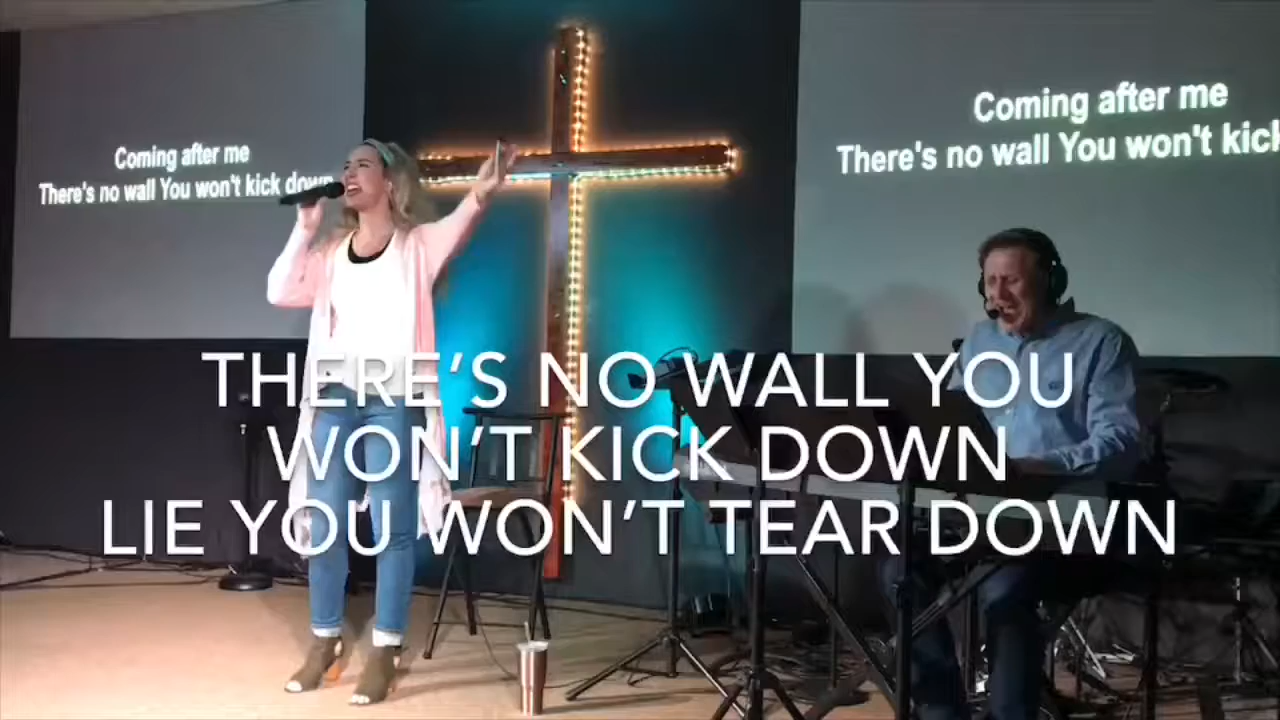 Coming after me
There's no wall You won't kick down
Coming after me
There's no wall You won't kick
THERE'S NO WALL YOU
WON'T KICK DOWN
LIE YOU WON'T TEAR DOWN